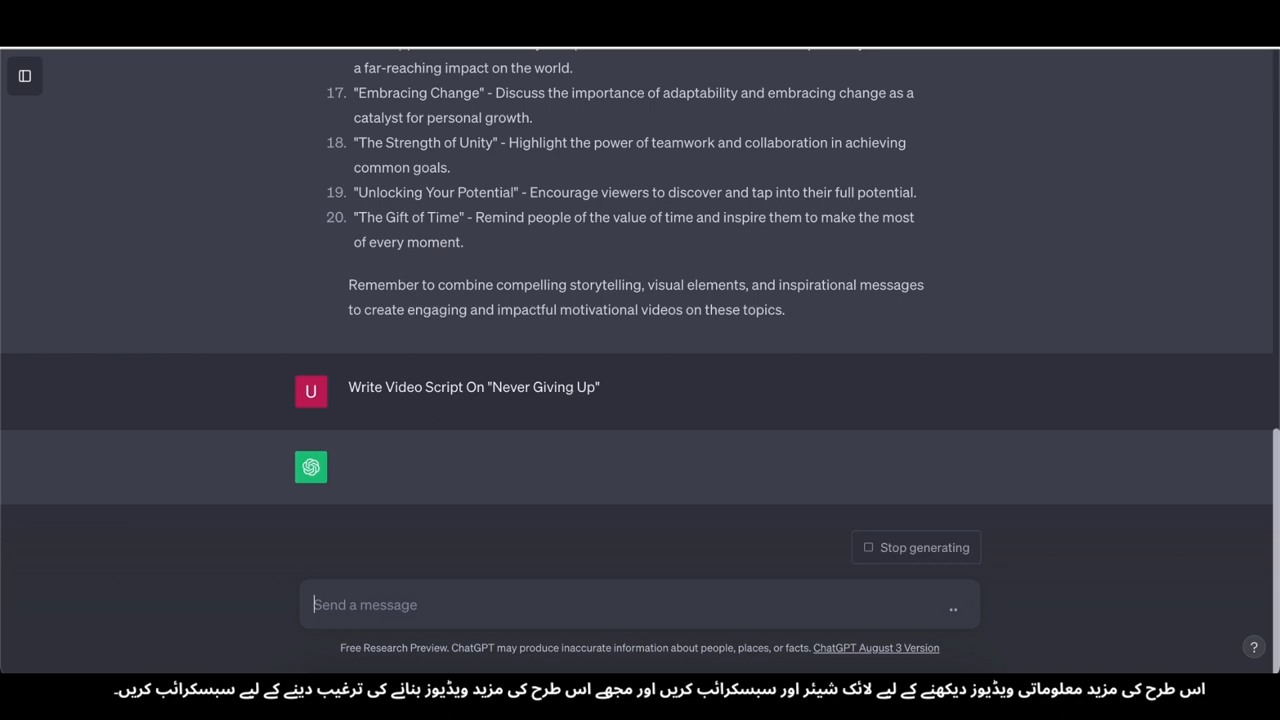 a far-reaching impact on the world.
17. "Embracing Change" - Discuss the importance of adaptability and embracing change as a
catalyst for personal growth.
18. "The Strength of Unity" - Highlight the power of teamwork and collaboration in achieving
common goals.
19. "Unlocking Your Potential" - Encourage viewers to discover and tap into their full potential.
20. "The Gift of Time" - Remind people of the value of time and inspire them to make the most
of every moment.
Remember to combine compelling storytelling, visual elements, and inspirational messages
to create engaging and impactful motivational videos on these topics.
U
Write Video Script On "Never Giving Up"
Stop generating
Send a message
Free Research Preview. ChatGPT may produce inaccurate information about people, places, or facts. ChatGPT August 3 Version
?
اس طرح کی مزید معلوماتی ویڈیوز دیکھنے کے لیے لائک شیئر اور سبسکرائب کریں اور مجھے اس طرح کی مزید ویڈیوز بنانے کی ترغیب دینے کے لیے سبسکرائب کریں۔